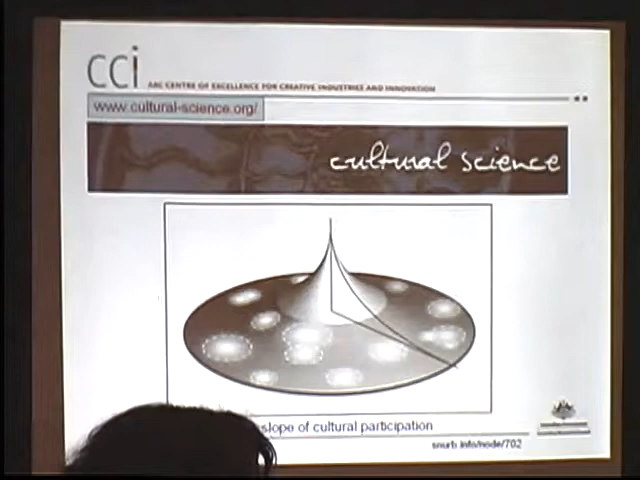 CCi ARC CENTRE OF EXCELLENCE FOR CREATIVE INDUSTRIES AND INNOVATION
www.cultural-science.org/
cultural science
slope of cultural participation
snurb.info/node/702